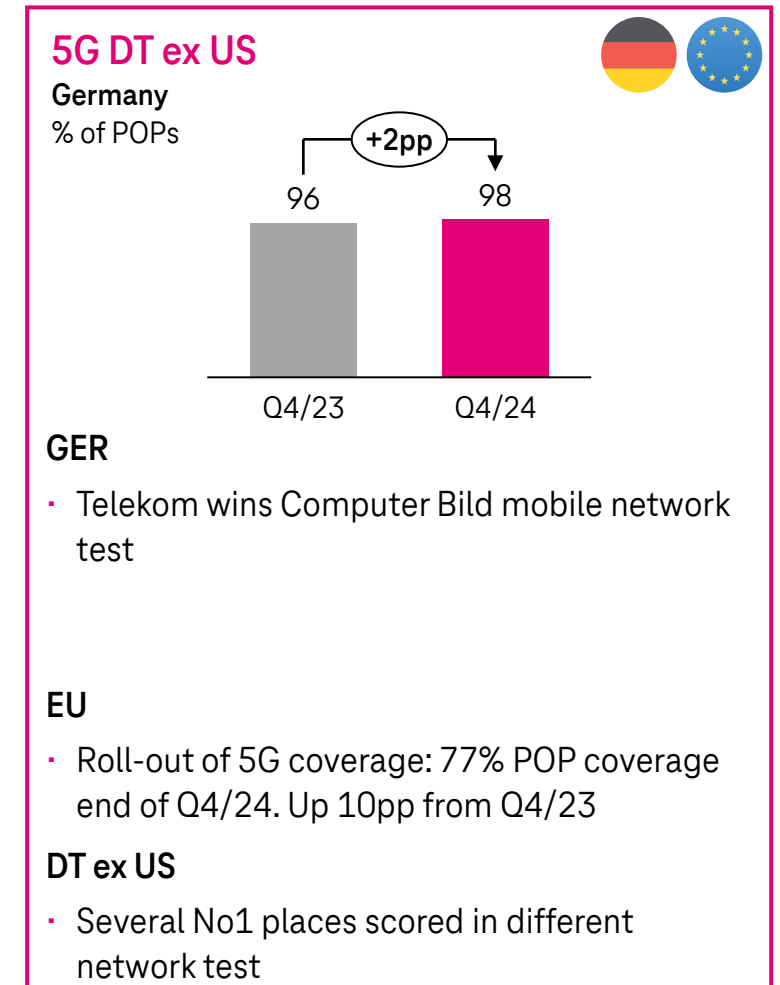 5G DT ex US
Germany
% of POPs
+2pp
96
98
Q4/23
Q4/24
GER
· Telekom wins Computer Bild mobile network
test
EU
· Roll-out of 5G coverage: 77% POP coverage
end of Q4/24. Up 10pp from Q4/23
DT ex US
· Several No1 places scored in different
network test